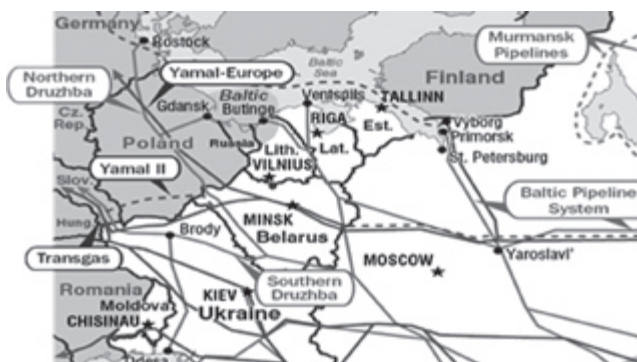 Germany
Rostock
Baltic
Sea
Murmansk
Pipelines
Northern
Druzhba
Yamal-Europe
Finland
Gdansk
Baltic
Butinge
Ventspils
TALLINN
Cz.
Rep.
Poland
Russia
RIGA
Est.
Vyborg
Primorsk
St. Petersburg
Lith.
Lat.
VILNIUS
Yamal II
Slov.
Baltic Pipeline
System
MINSK
Belarus
Hung.
Brody
Transgas
MOSCOW
Yaroslavl'
Southern
Druzhba
Romania
Moldova
CHISINAU
KIEV
Ukraine
Odesa